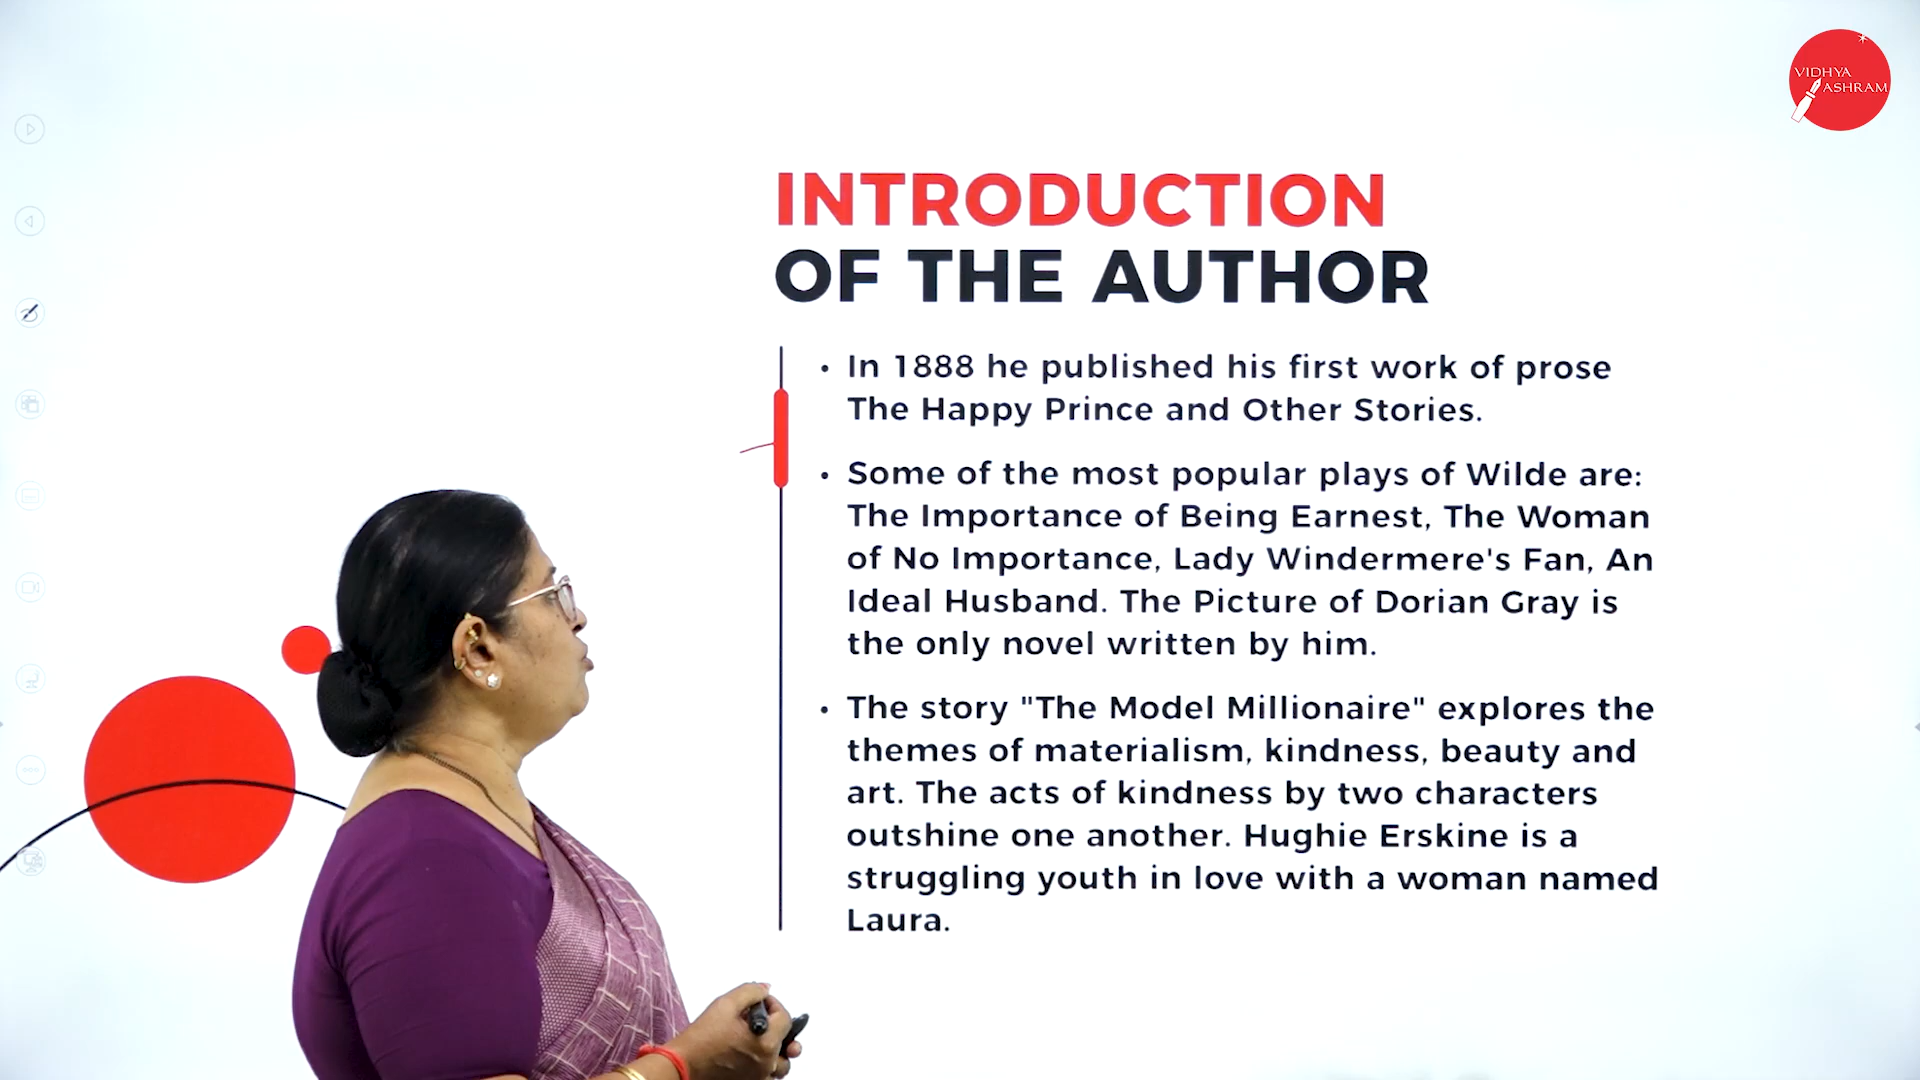 VIDHYA
ASHRAM
INTRODUCTION
OF THE AUTHOR
• In 1888 he published his first work of prose
The Happy Prince and Other Stories.
• Some of the most popular plays of Wilde are:
The Importance of Being Earnest, The Woman
of No Importance, Lady Windermere's Fan, An
Ideal Husband. The Picture of Dorian Gray is
the only novel written by him.
• The story "The Model Millionaire" explores the
themes of materialism, kindness, beauty and
art. The acts of kindness by two characters
outshine one another. Hughie Erskine is a
struggling youth in love with a woman named
Laura.